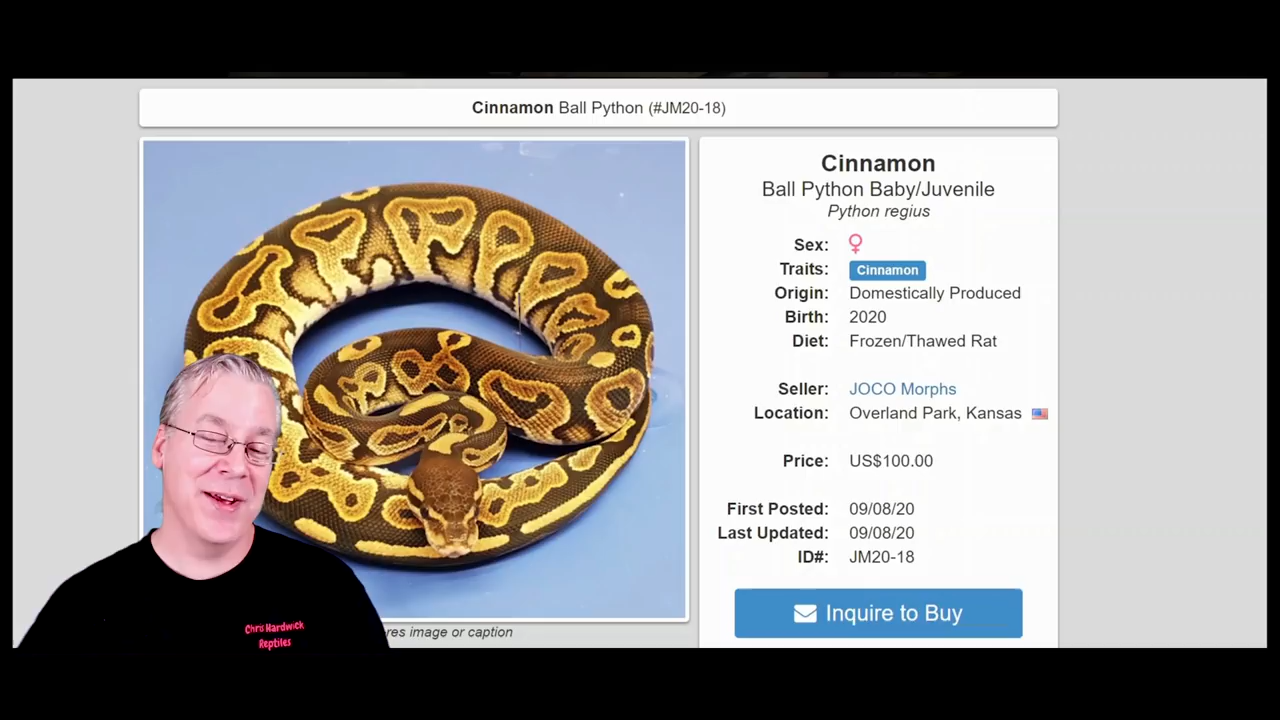 Cinnamon Ball Python (#JM20-18)
Cinnamon
Ball Python Baby/Juvenile
Python regius
Sex: ♀
Traits: Cinnamon
Origin: Domestically Produced
Birth: 2020
Diet: Frozen/Thawed Rat
Seller: JOCO Morphs
Location: Overland Park, Kansas
Price: US$100.00
First Posted: 09/08/20
Last Updated: 09/08/20
ID#: JM20-18
Inquire to Buy
image or caption
Chris Hardwick
Reptiles